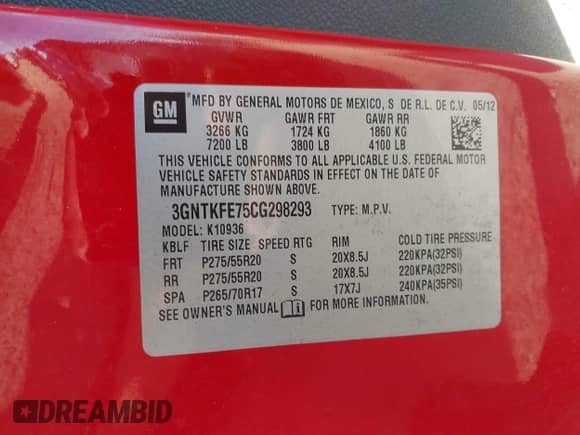 GM
*MFD BY GENERAL MOTORS DE MEXICO, S DE R.L. DE C.V. 05/12
GVWR GAWR FRT GAWR RR
3266 KG 1724 KG 1860 KG
7200 LB 3800 LB 4100 LB
THIS VEHICLE CONFORMS TO ALL APPLICABLE U.S. FEDERAL MOTOR
VEHICLE SAFETY STANDARDS IN EFFECT ON THE DATE OF
MANUFACTURE SHOWN ABOVE.
3GNTKFE75CG298293 TYPE: M.P.V.
MODEL: K10936
KBLF TIRE SIZE SPEED RTG RIM COLD TIRE PRESSURE
FRT P275/55R20 S 20X8.5J 220KPA(32PSI)
RR P275/55R20 S 20X8.5J 220KPA(32PSI)
SPA P265/70R17 S 17X7J 240KPA(35PSI)
SEE OWNER'S MANUAL FOR MORE INFORMATION
DREAMBID